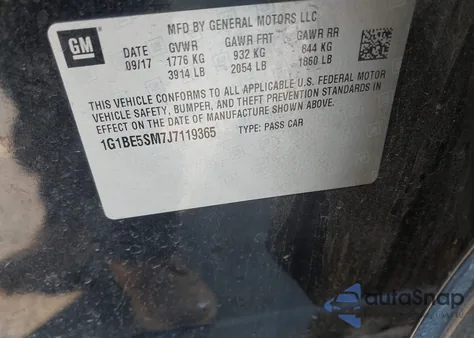 MFD BY GENERAL MOTORS LLC
GM
DATE GVWR GAWR FRT GAWR RR
09/17 1776 KG 932 KG 844 KG
3914 LB 2054 LB 1860 LB
THIS VEHICLE CONFORMS TO ALL APPLICABLE U.S. FEDERAL MOTOR
VEHICLE SAFETY, BUMPER, AND THEFT PREVENTION STANDARDS IN
EFFECT ON THE DATE OF MANUFACTURE SHOWN ABOVE.
1G1BE5SM7J7119365 TYPE: PASS CAR
autoSnap